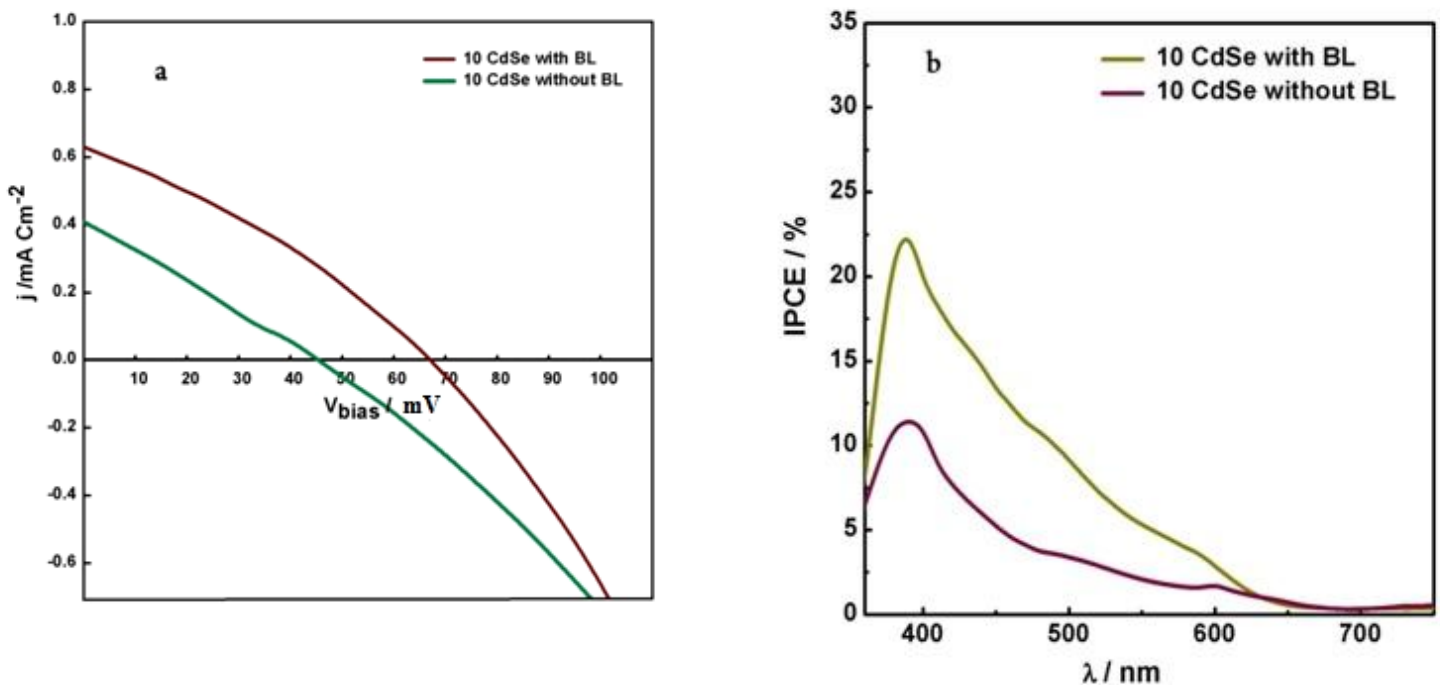 1.0
0.8
0.6
0.4
0.2
0.0
-0.2
-0.4
-0.6
j /mA Cm-2
a
10 CdSe with BL
10 CdSe without BL
10 20 30 40 50 60 70 80 90 100
Vbias / mV
35
30
25
20
15
10
5
0
IPCE / %
b
10 CdSe with BL
10 CdSe without BL
400 500 600 700
λ / nm